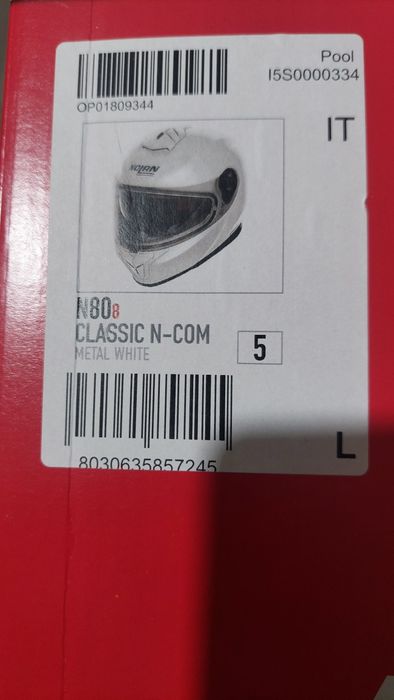 Pool
I5S0000334
OP01809344
IT
NOLAN
N808
CLASSIC N-COM
METAL WHITE
5
8030635857245
L